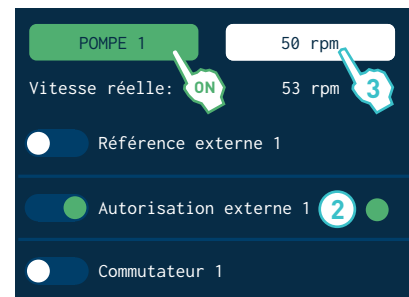 POMPE 1 50 rpm
Vitesse réelle: ON 53 rpm 3
Référence externe 1
Autorisation externe 1 2
Commutateur 1